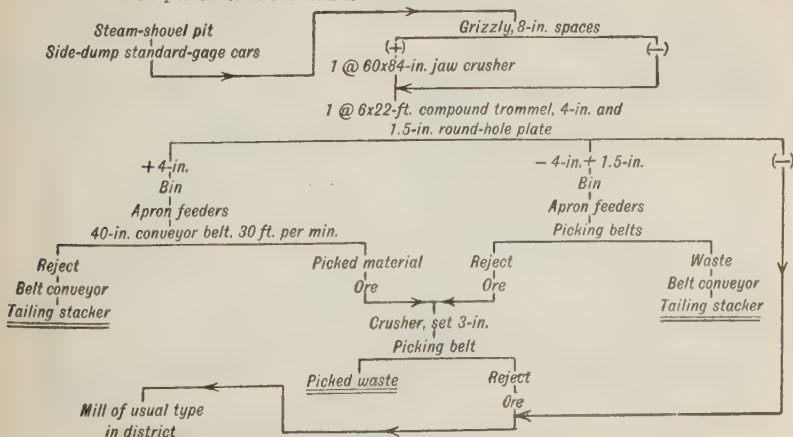 Steam-shovel pit
Side-dump standard-gage cars
Grizzly, 8-in. spaces
(+)
(—)
1 @ 60x84-in. jaw crusher
1 @ 6x22-ft. compound trommel, 4-in. and
1.5-in. round-hole plate
+ 4-in.
Bin
Apron feeders
40-in. conveyor belt, 30 ft. per min.
— 4-in. + 1.5-in.
Bin
Apron feeders
Picking belts
(—)
Reject
Belt conveyor
Tailing stacker
Picked material
Ore
Reject
Ore
Waste
Belt conveyor
Tailing stacker
Crusher, set 3-in.
Picking belt
Picked waste
Reject
Ore
Mill of usual type
in district